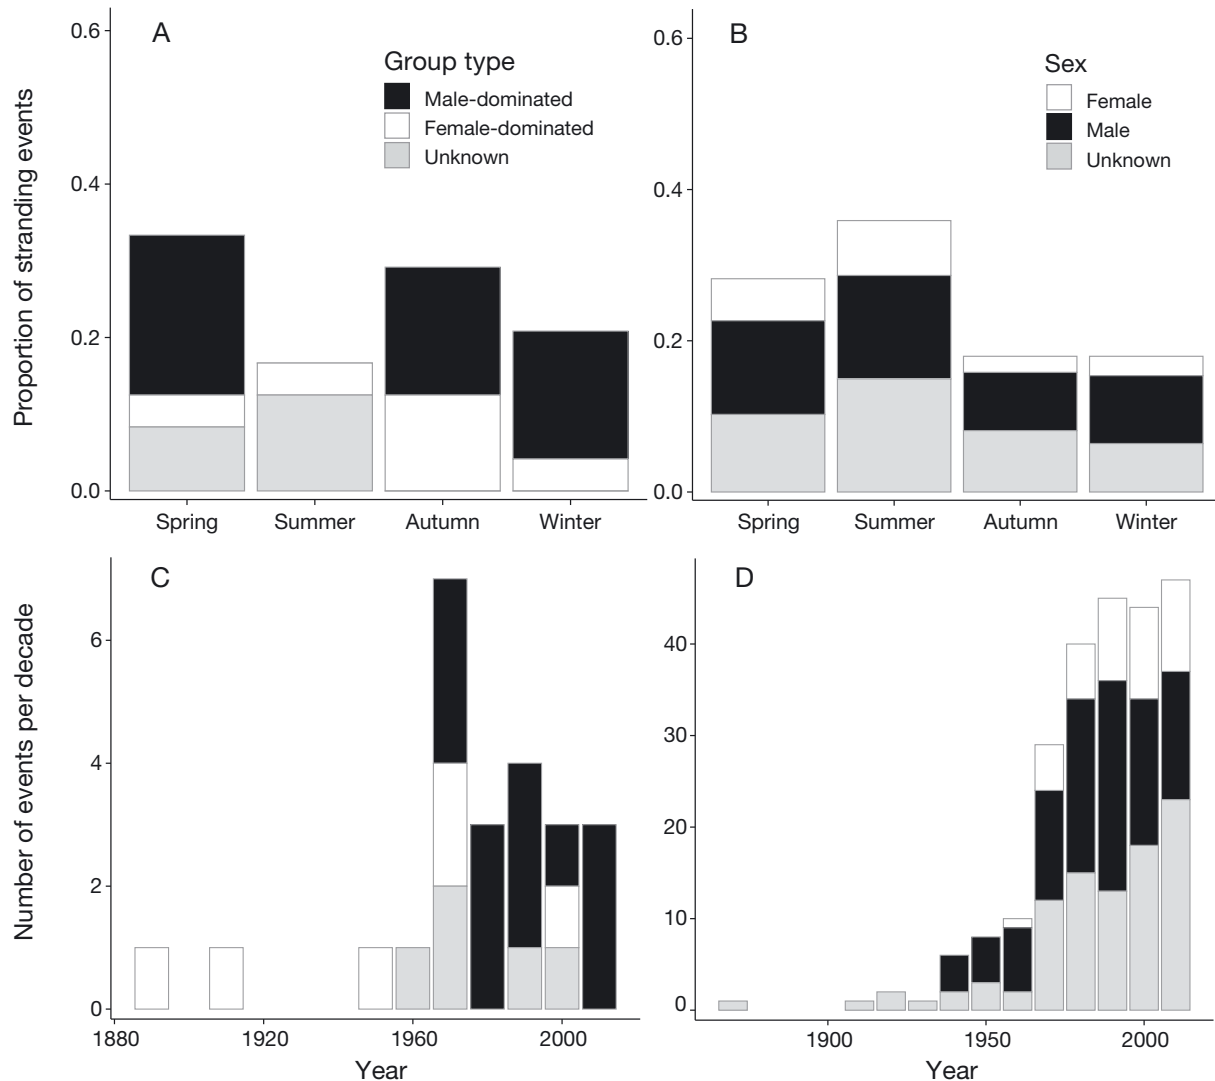 A
B
Group type
Male-dominated
Female-dominated
Unknown
Sex
Female
Male
Unknown
Proportion of stranding events
0.6
0.4
0.2
0.0
Spring Summer Autumn Winter
0.6
0.4
0.2
0.0
Spring Summer Autumn Winter
C
D
Number of events per decade
6
4
2
0
1880 1920 1960 2000
Year
40
30
20
10
0
1900 1950 2000
Year